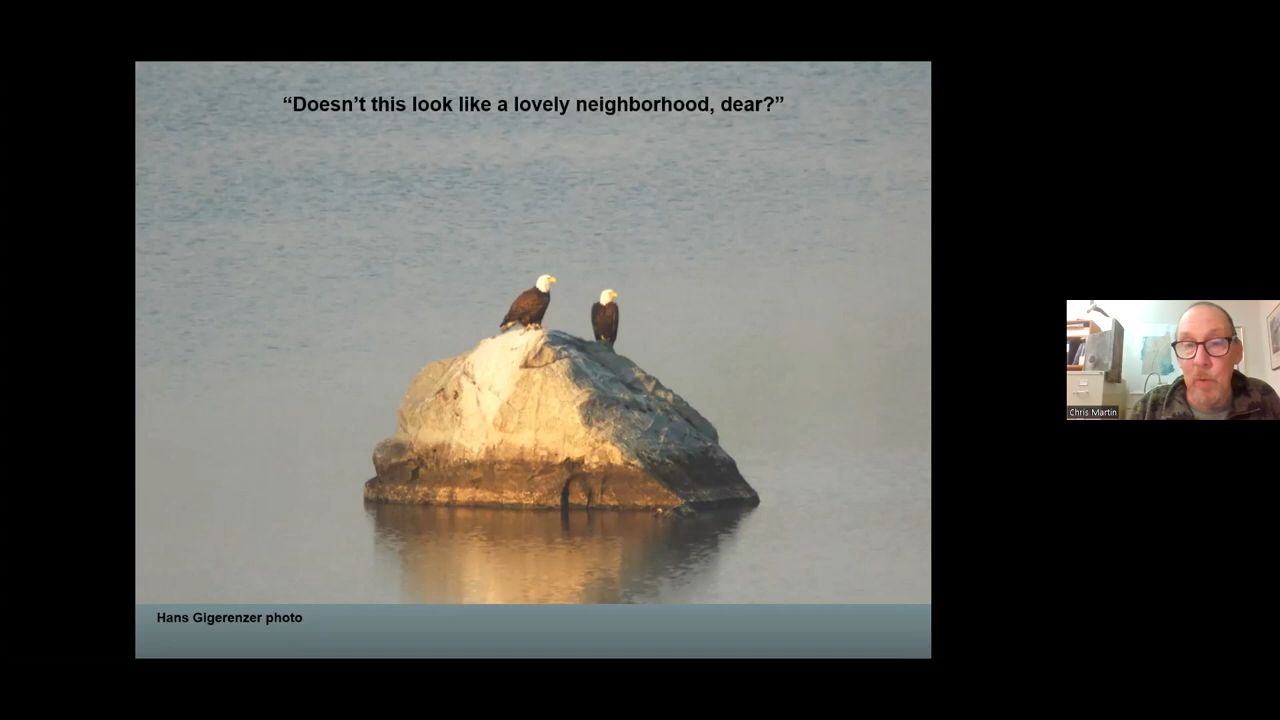 “Doesn’t this look like a lovely neighborhood, dear?”
Hans Gigerenzer photo
Chris Martin